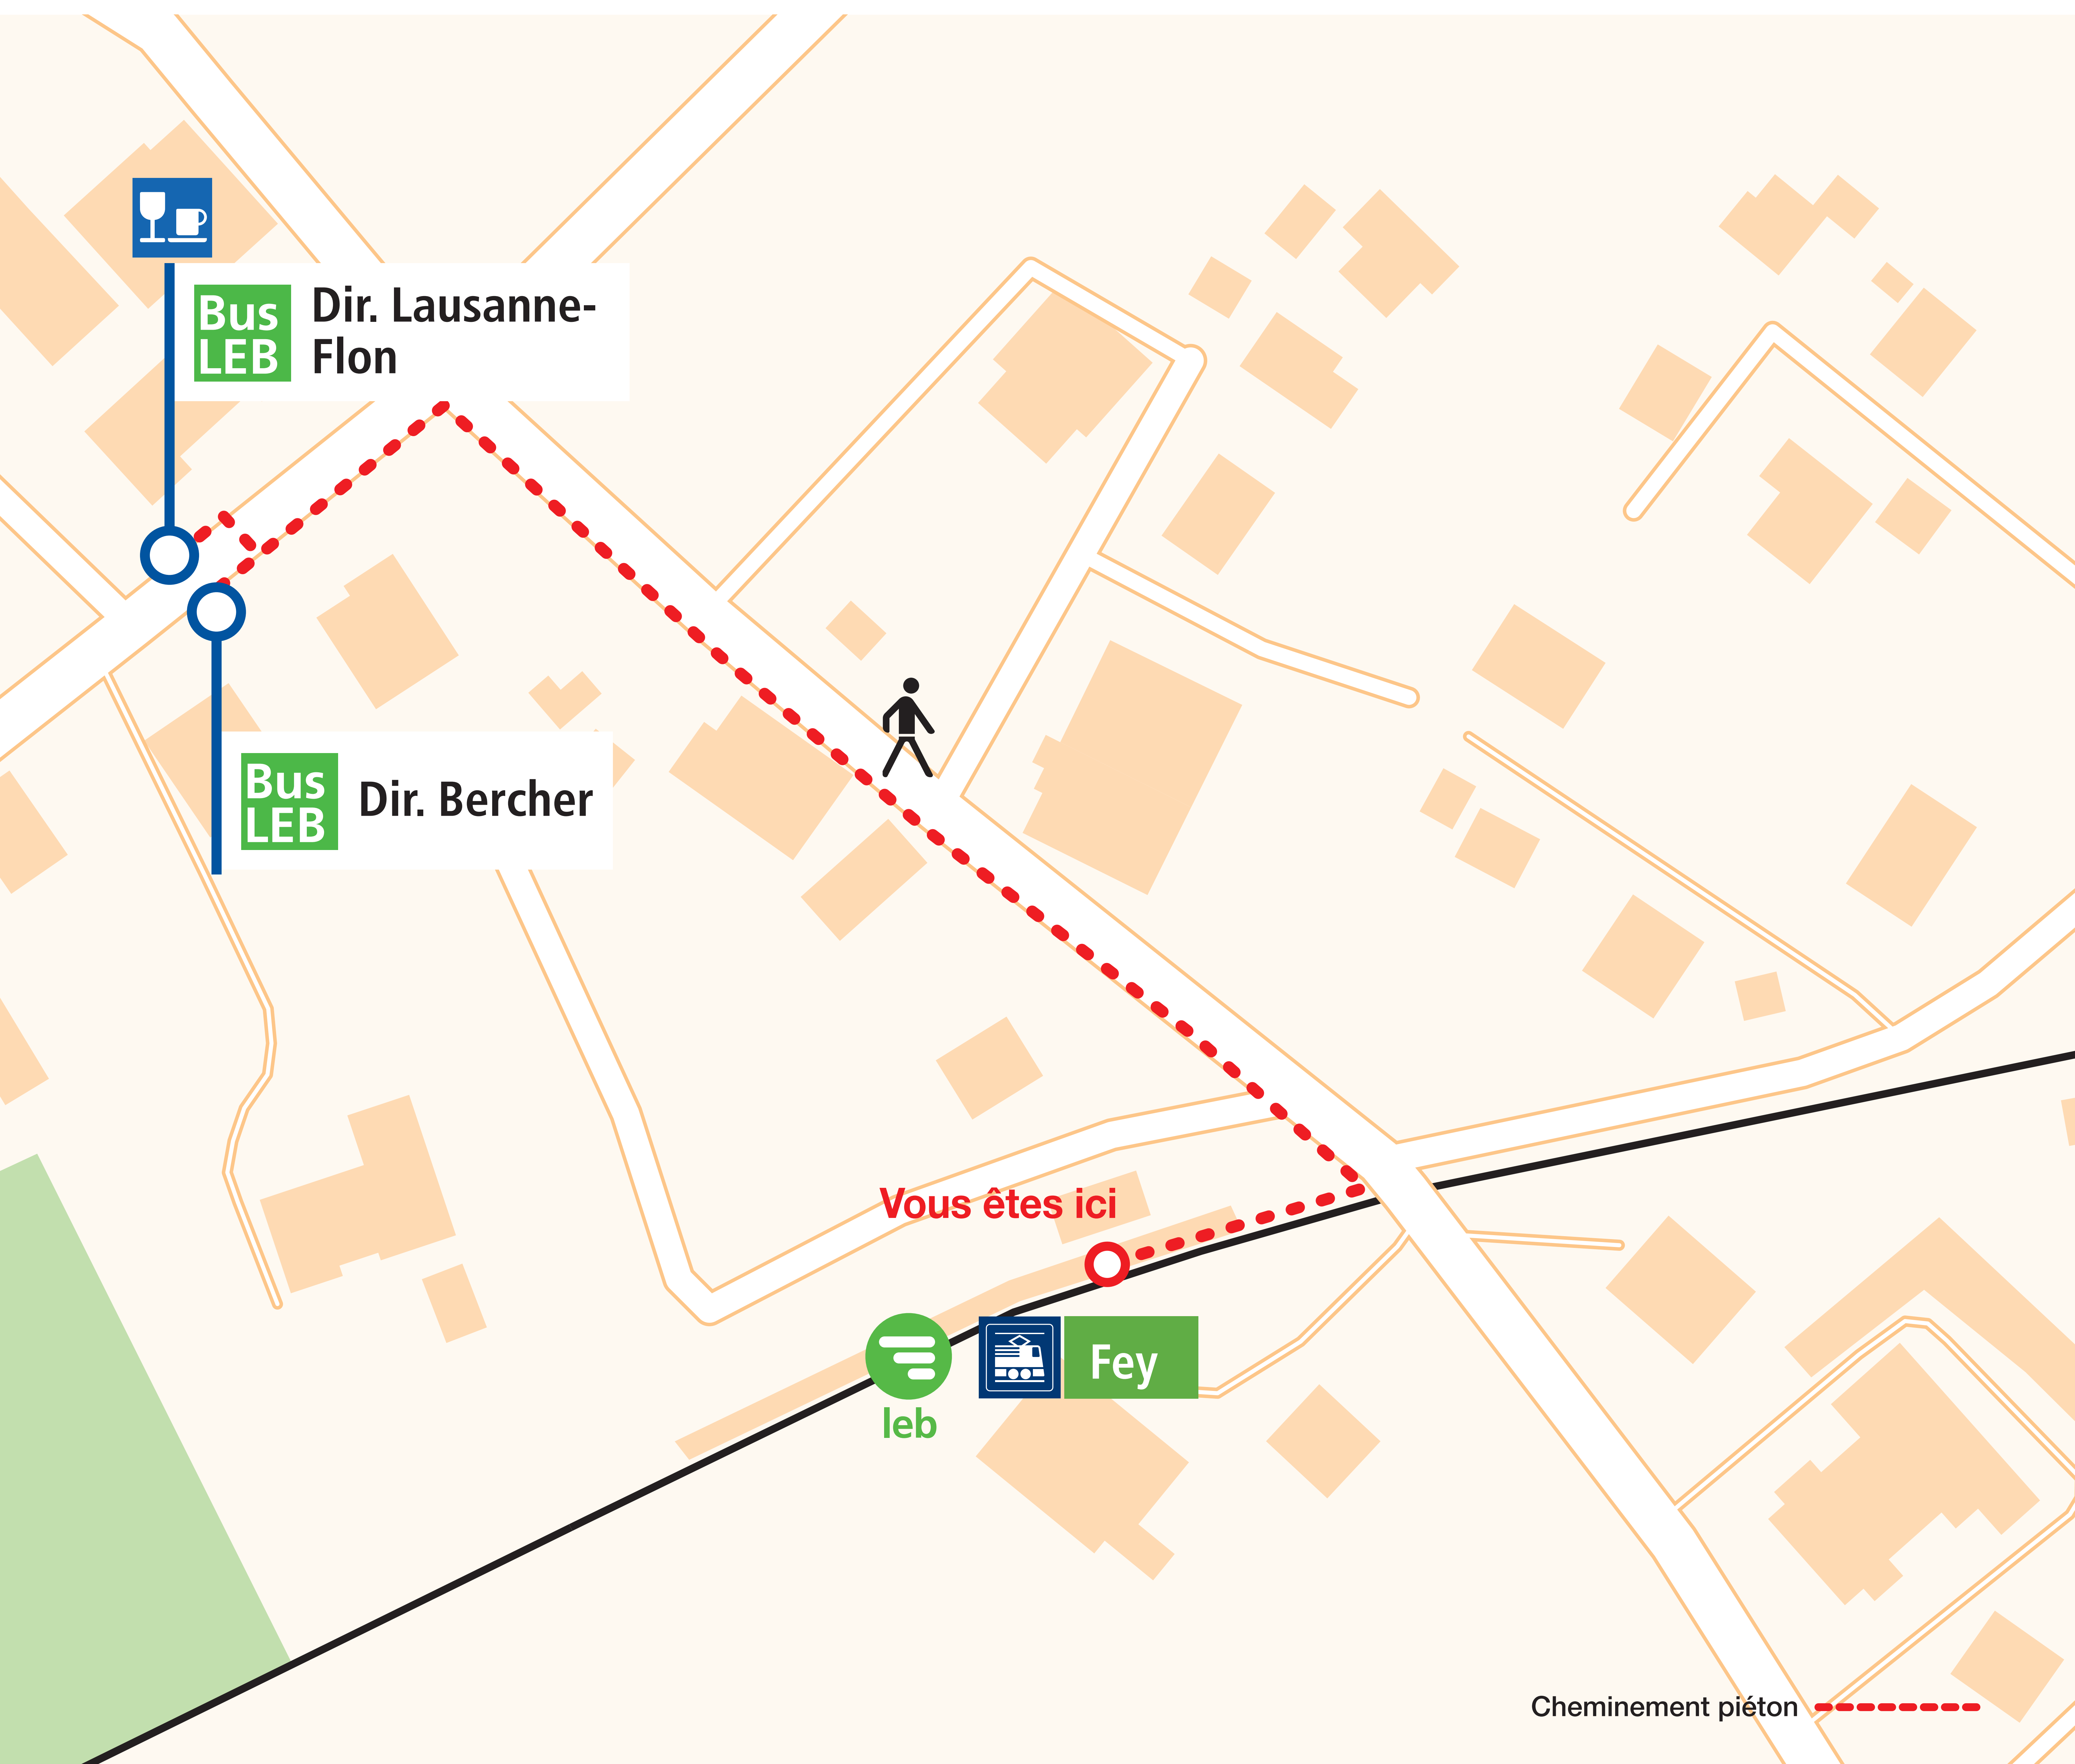 Bus
LEB
Dir. Lausanne-
Flon
Bus
LEB
Dir. Bercher
Vous êtes ici
leb
Fey
Cheminement piéton